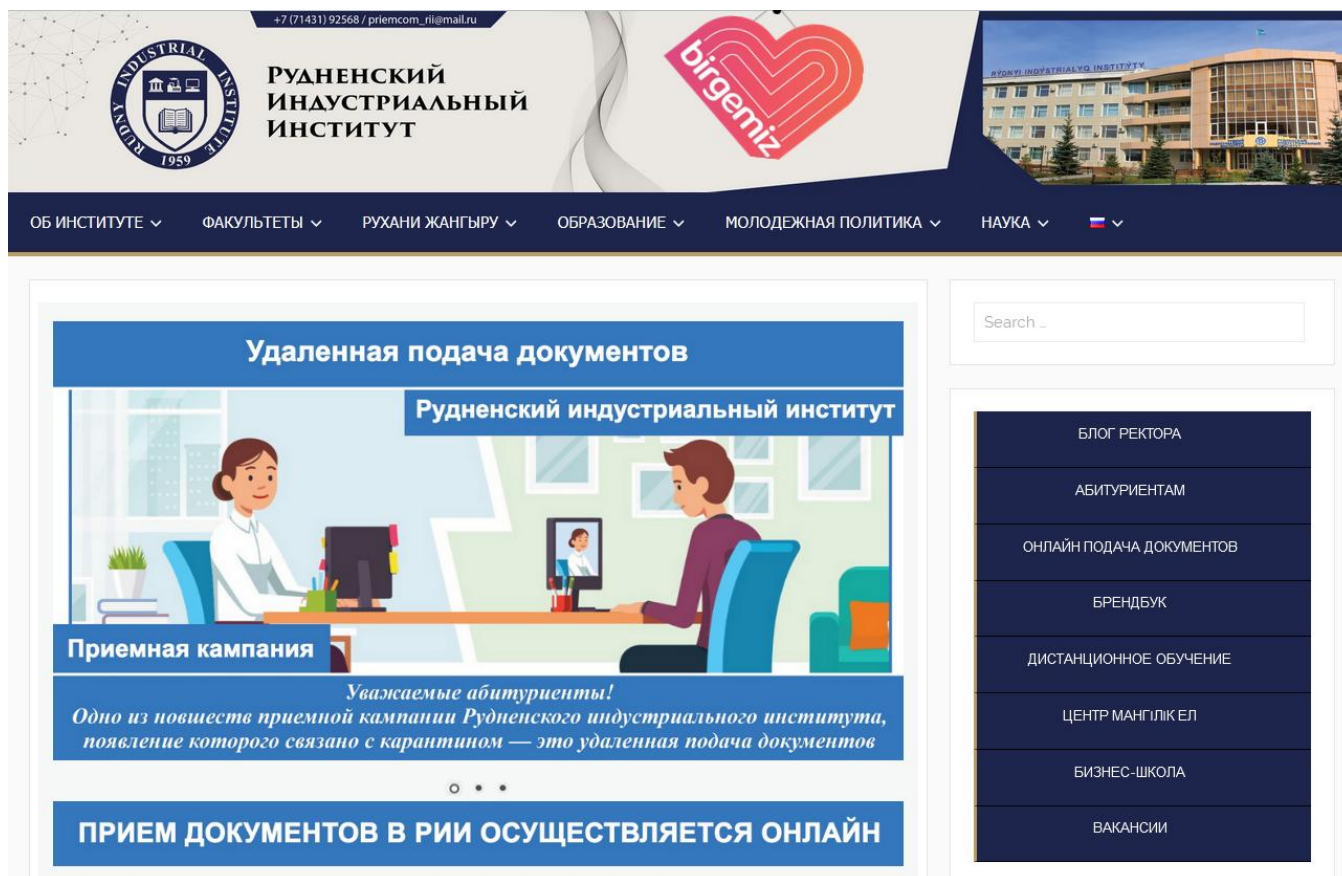 +7 (71431) 92568 / priemcom_rii@mail.ru
RUDNY INDUSTRIAL INSTITUTE
1959
Рудненский
Индустриальный
Институт
birgemiz
RÝDNYI INDÝSTRIALYQ INSTITÝTY
ОБ ИНСТИТУТЕ
ФАКУЛЬТЕТЫ
РУХАНИ ЖАНГЫРУ
ОБРАЗОВАНИЕ
МОЛОДЕЖНАЯ ПОЛИТИКА
НАУКА
Удаленная подача документов
Рудненский индустриальный институт
Приемная кампания
Уважаемые абитуриенты!
Одно из новшеств приемной кампании Рудненского индустриального института,
появление которого связано с карантином — это удаленная подача документов
ПРИЕМ ДОКУМЕНТОВ В РИИ ОСУЩЕСТВЛЯЕТСЯ ОНЛАЙН
Search ...
БЛОГ РЕКТОРА
АБИТУРИЕНТАМ
ОНЛАЙН ПОДАЧА ДОКУМЕНТОВ
БРЕНДБУК
ДИСТАНЦИОННОЕ ОБУЧЕНИЕ
ЦЕНТР МАНГІЛІК ЕЛ
БИЗНЕС-ШКОЛА
ВАКАНСИИ